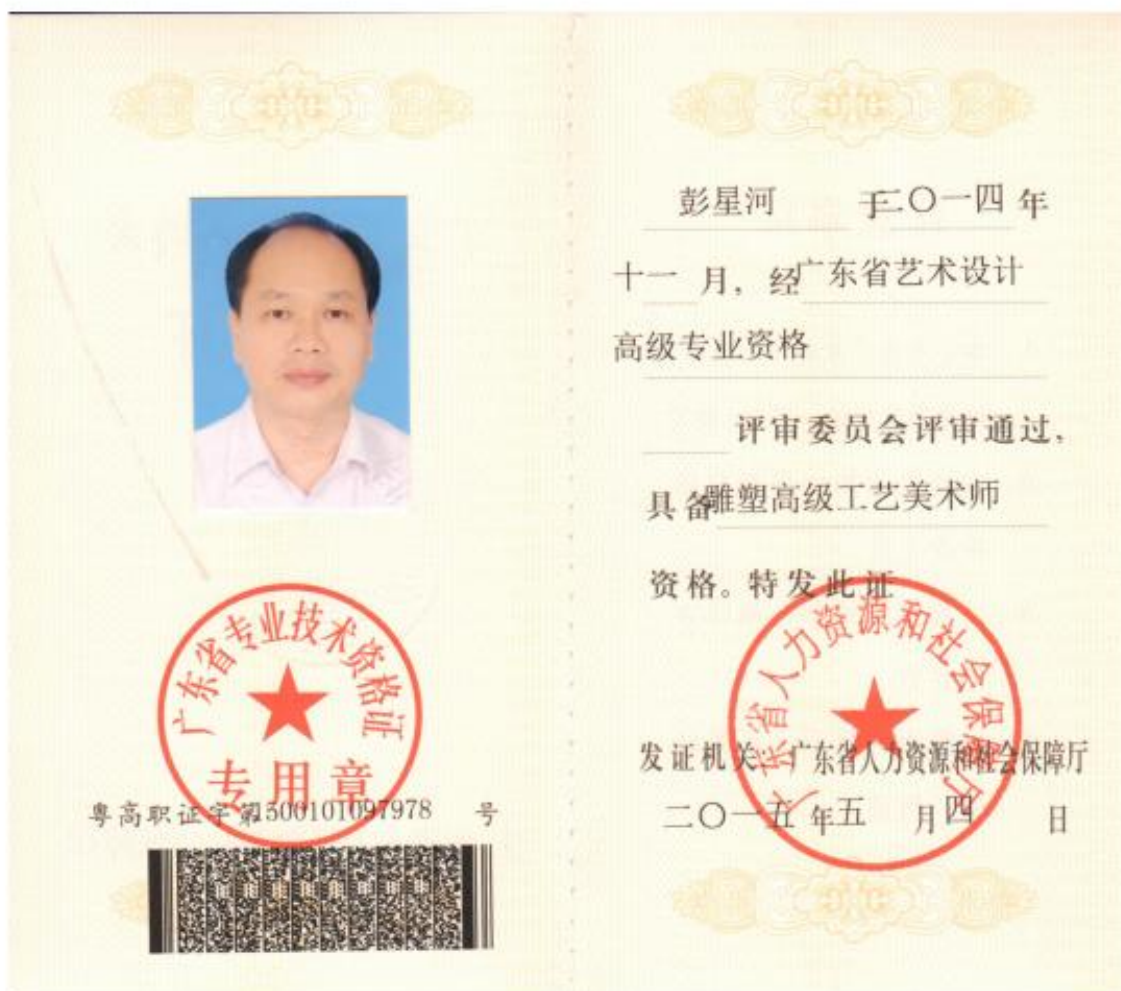 广东省专业技术资格证
专用章
粤高职证字第1500101097978 号
彭星河 于二〇一四 年
十一 月，经广东省艺术设计
高级专业资格
评审委员会评审通过，
具备雕塑高级工艺美术师
资格。特发此证
广东省人力资源和社会保障厅
发证机关 广东省人力资源和社会保障厅
二〇一五 年五 月四 日